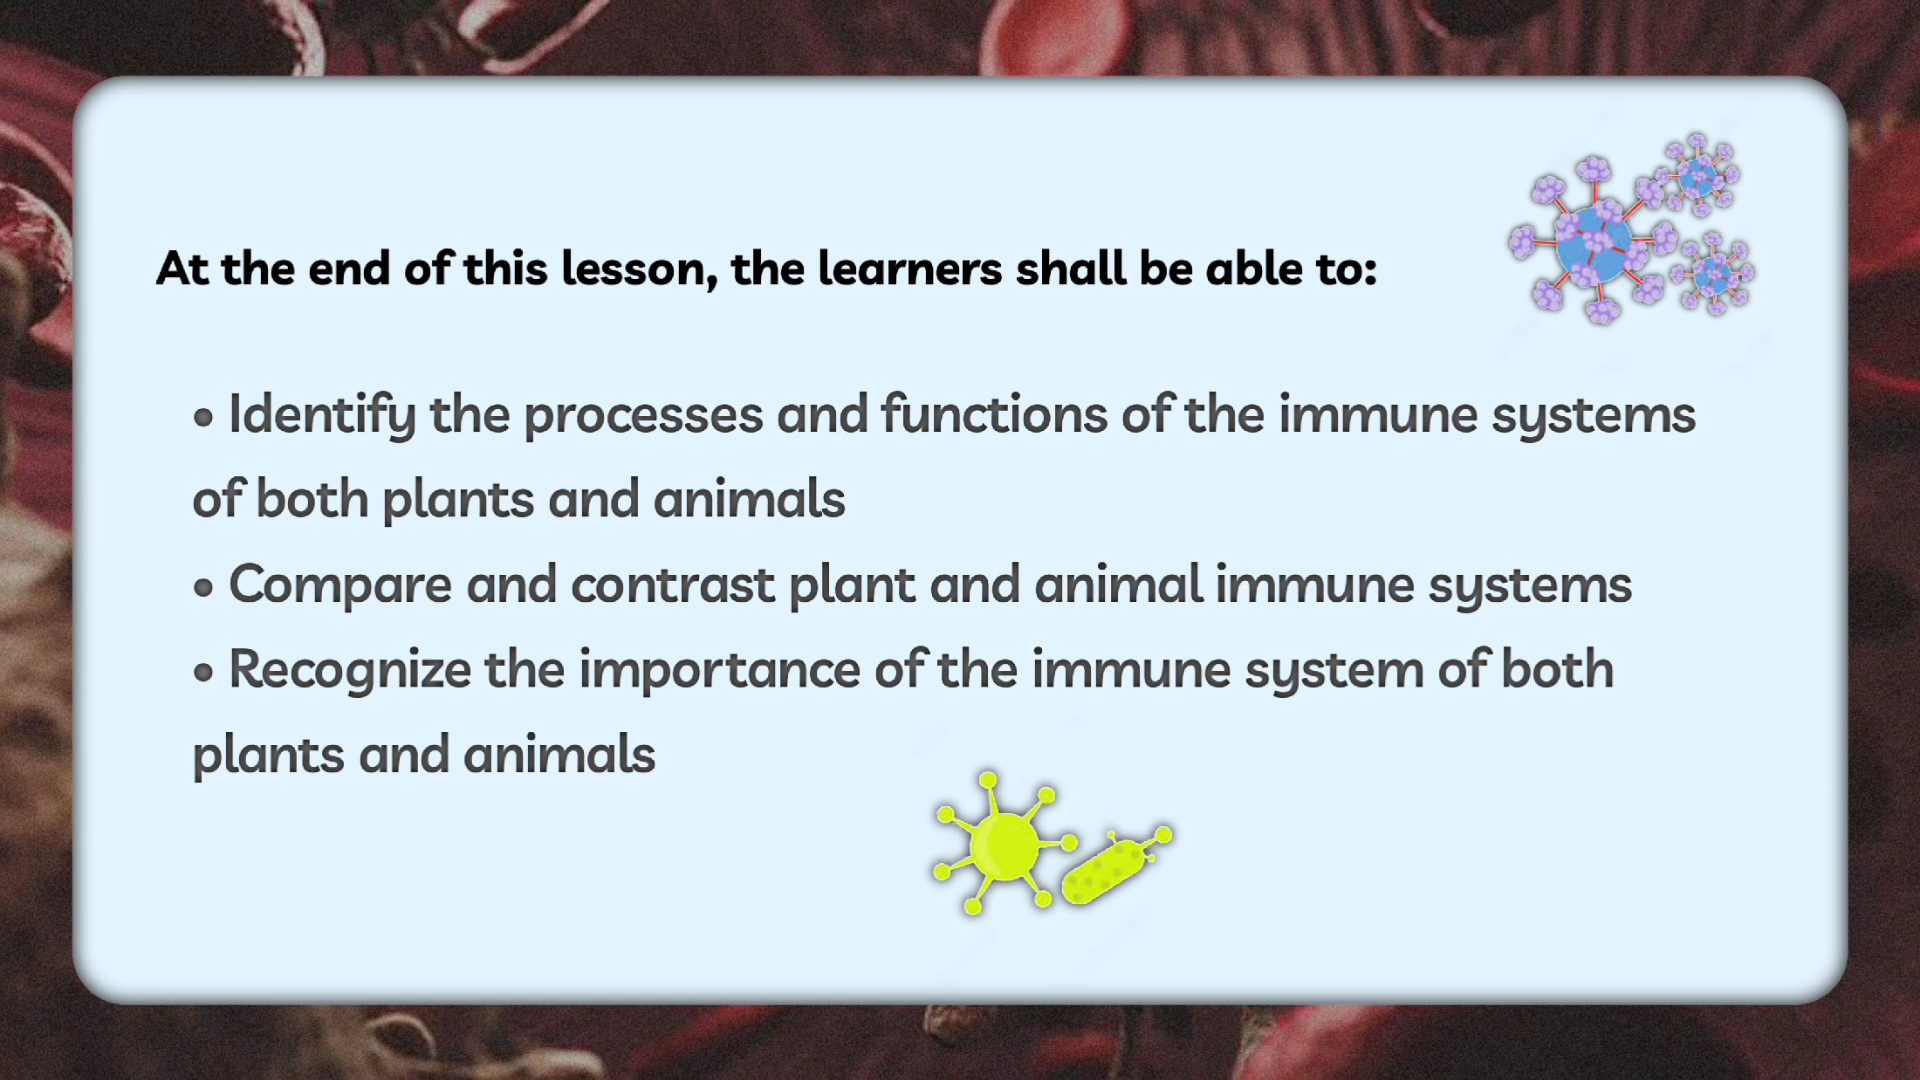 At the end of this lesson, the learners shall be able to:
• Identify the processes and functions of the immune systems
of both plants and animals
• Compare and contrast plant and animal immune systems
• Recognize the importance of the immune system of both
plants and animals